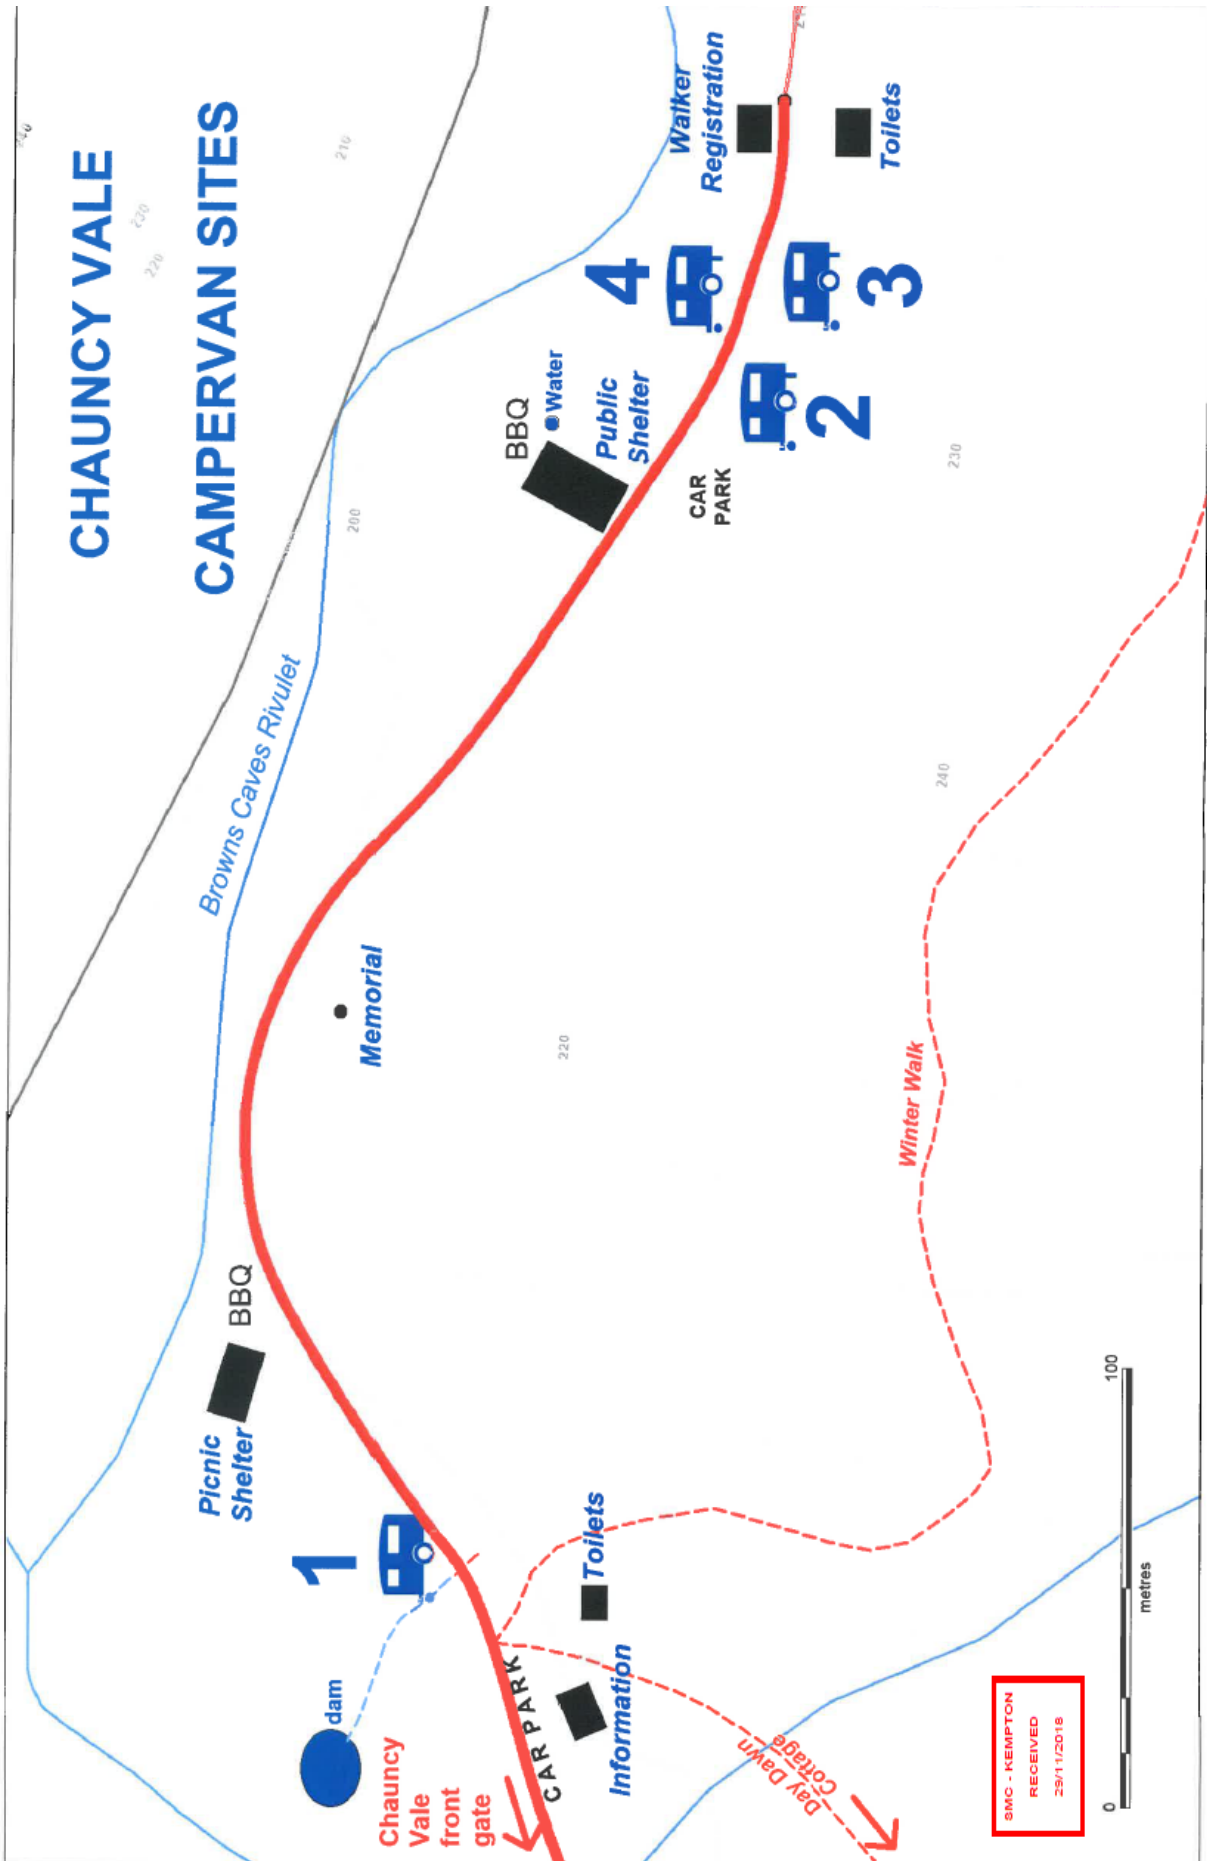 CHAUNCY VALE
CAMPERVAN SITES
230
220
210
200
Browns Caves Rivulet
Walker
Registration
Toilets
4
3
2
BBQ
Water
Public
Shelter
CAR
PARK
230
240
220
Memorial
Winter Walk
BBQ
Picnic
Shelter
1
dam
Toilets
Information
CAR PARK
Chauncy
Vale
front
gate
Day Dawn
Cottage
0
100
metres
SMC - KEMPTON
RECEIVED
29/11/2018